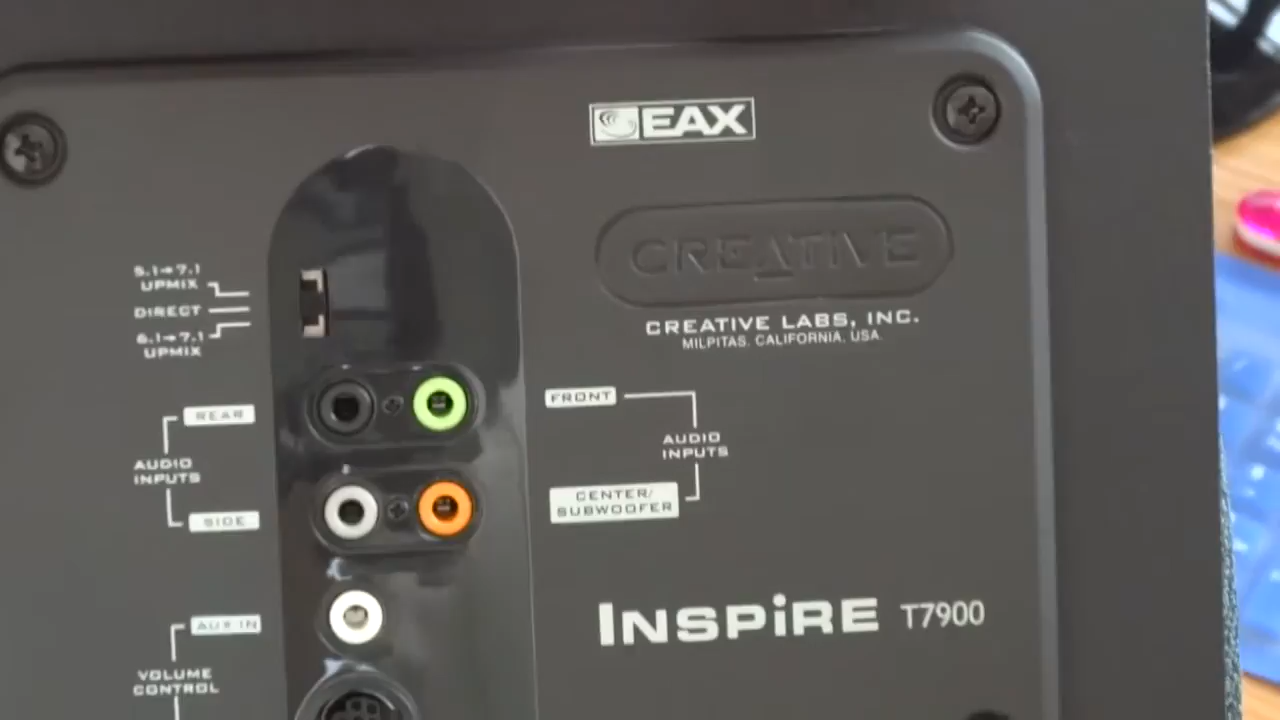 EAX
CREATIVE
CREATIVE LABS, INC.
MILPITAS, CALIFORNIA, USA.
5.1→7.1
UPMIX
DIRECT
6.1→7.1
UPMIX
REAR
AUDIO
INPUTS
SIDE
FRONT
AUDIO
INPUTS
CENTER/
SUBWOOFER
AUX IN
VOLUME
CONTROL
INSPiRE T7900